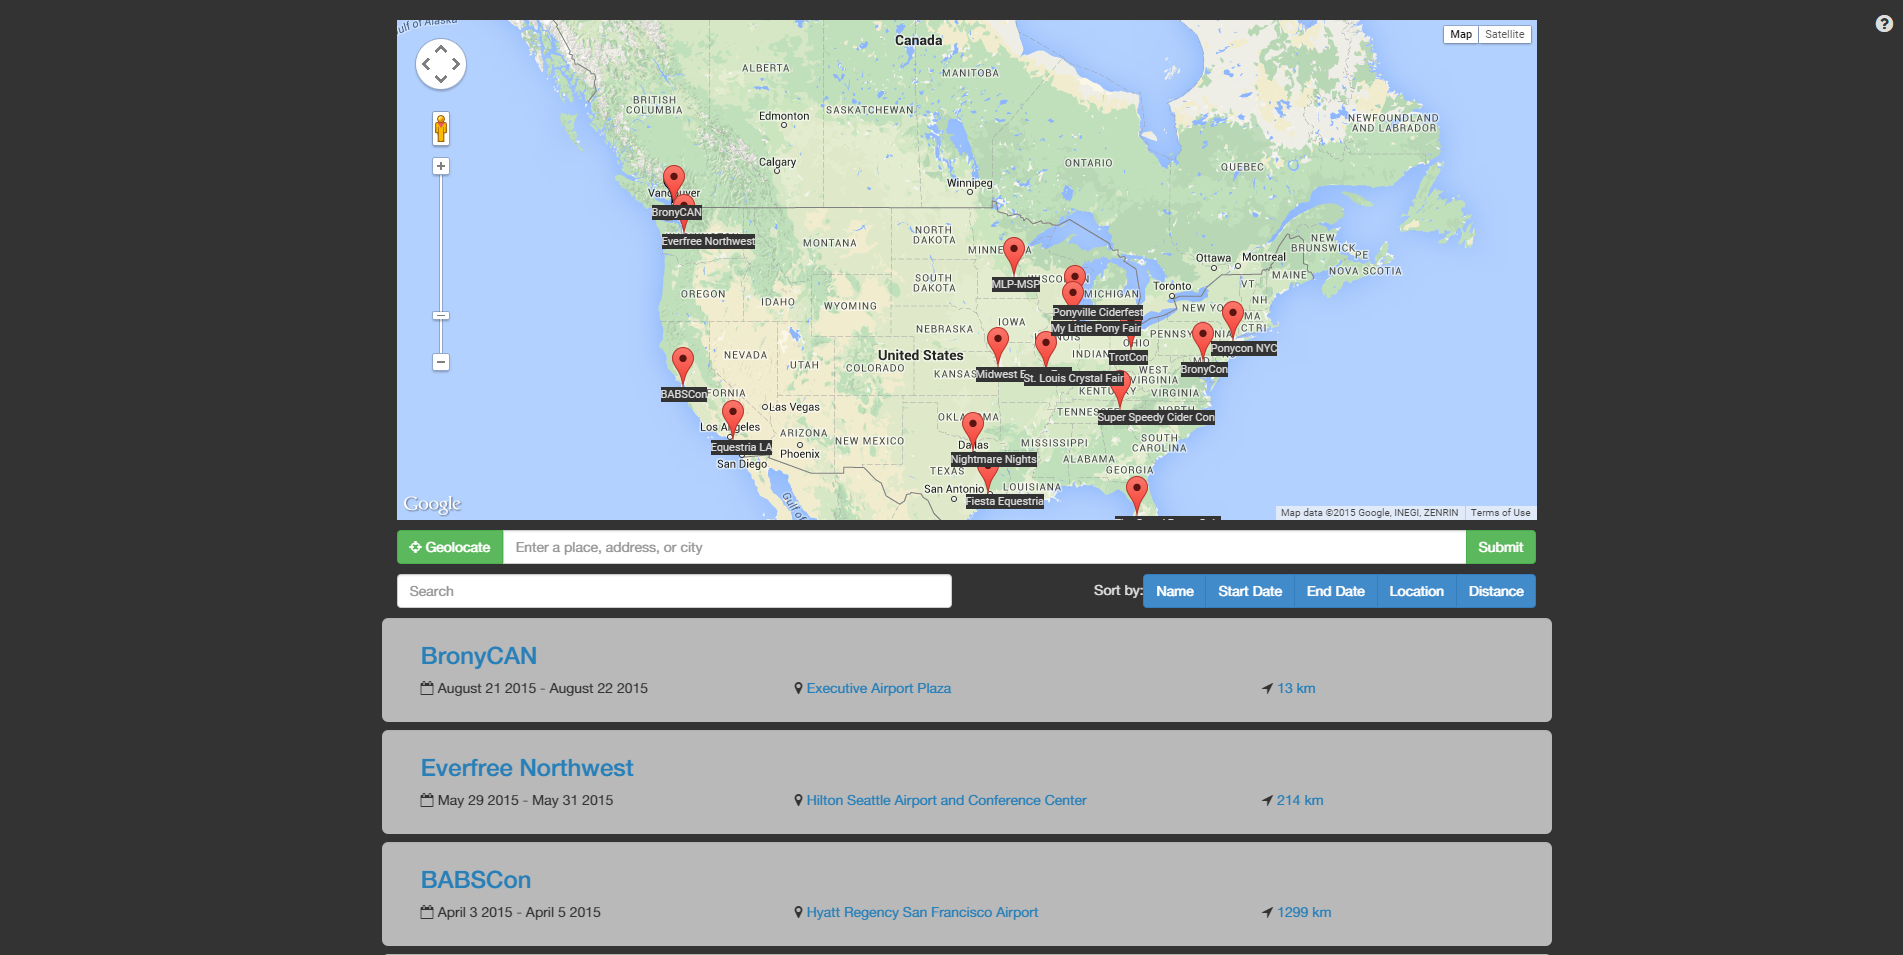 Gulf of Alaska
Canada
Map Satellite
ALBERTA
MANITOBA
BRITISH
COLUMBIA
SASKATCHEWAN
Edmonton
NEWFOUNDLAND
AND LABRADOR
Calgary
ONTARIO
QUEBEC
Winnipeg
Vancouver
BronyCAN
Everfree Northwest
MONTANA
NORTH
DAKOTA
MINNESOTA
NEW
BRUNSWICK
PE
Ottawa
Montreal
MAINE
NOVA SCOTIA
SOUTH
DAKOTA
MLP-MSP
WISCONSIN
MICHIGAN
Toronto
VT
NH
OREGON
IDAHO
WYOMING
Ponyville Ciderfest
NEW YORK
MA
CT RI
IOWA
My Little Pony Fair
NEBRASKA
PENNSYLVANIA
Ponycon NYC
NEVADA
United States
ILLINOIS
INDIANA
OHIO
TrotCon
MD
BronyCon
UTAH
COLORADO
KANSAS
Midwest
St. Louis Crystal Fair
WEST
VIRGINIA
KENTUCKY
VIRGINIA
BABSCon
CALIFORNIA
Las Vegas
TENNESSEE
NORTH
Super Speedy Cider Con
OKLAHOMA
Los Angeles
ARIZONA
NEW MEXICO
Equestria LA
Phoenix
Dallas
MISSISSIPPI
SOUTH
CAROLINA
San Diego
Nightmare Nights
ALABAMA
GEORGIA
TEXAS
San Antonio
LOUISIANA
Fiesta Equestria
Gulf of
Google
Map data ©2015 Google, INEGI, ZENRIN Terms of Use
Geolocate Enter a place, address, or city Submit
Search Sort by: Name Start Date End Date Location Distance
BronyCAN
August 21 2015 - August 22 2015 Executive Airport Plaza 13 km
Everfree Northwest
May 29 2015 - May 31 2015 Hilton Seattle Airport and Conference Center 214 km
BABSCon
April 3 2015 - April 5 2015 Hyatt Regency San Francisco Airport 1299 km